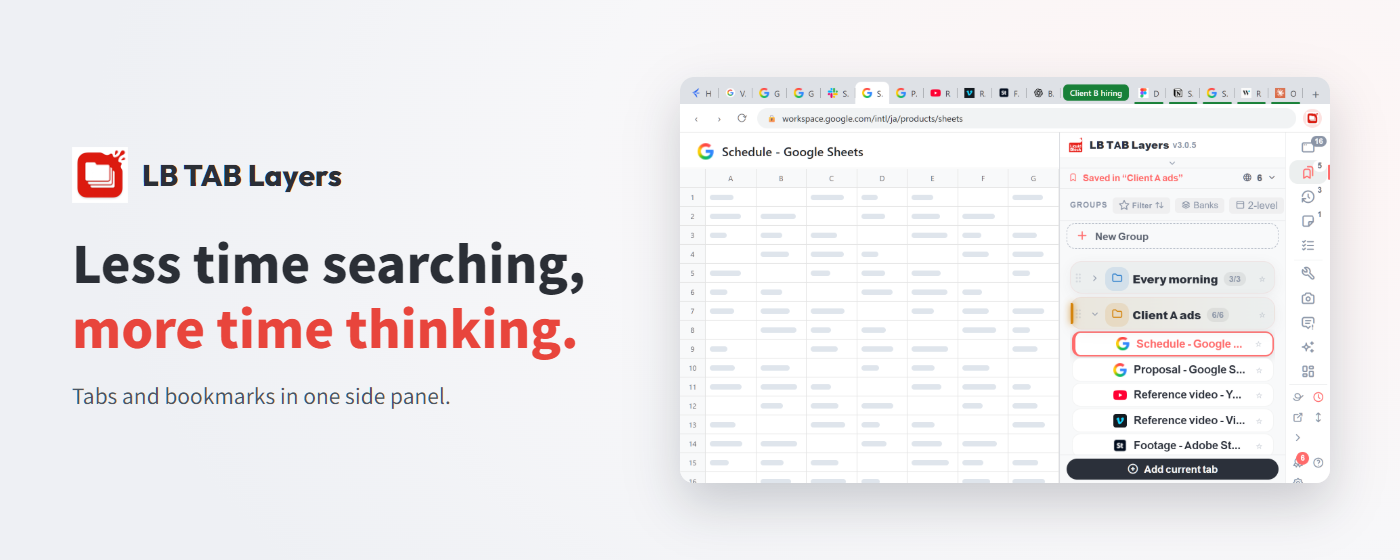 LB TAB Layers
Less time searching,
more time thinking.
Tabs and bookmarks in one side panel.
H V. G G S. S. P. R R. F. B. Client B hiring D S. S. R O
workspace.google.com/intl/ja/products/sheets
Schedule - Google Sheets
A B C D E F G
1
2
3
4
5
6
7
8
9
10
11
12
13
14
15
16
LB TAB Layers v3.0.5
Saved in “Client A ads” 6
GROUPS Filter Banks 2-level
New Group
Every morning 3/3
Client A ads 6/6
Schedule - Google ...
Proposal - Google S...
Reference video - Y...
Reference video - Vi...
Footage - Adobe St...
Add current tab
16
5
3
1
6